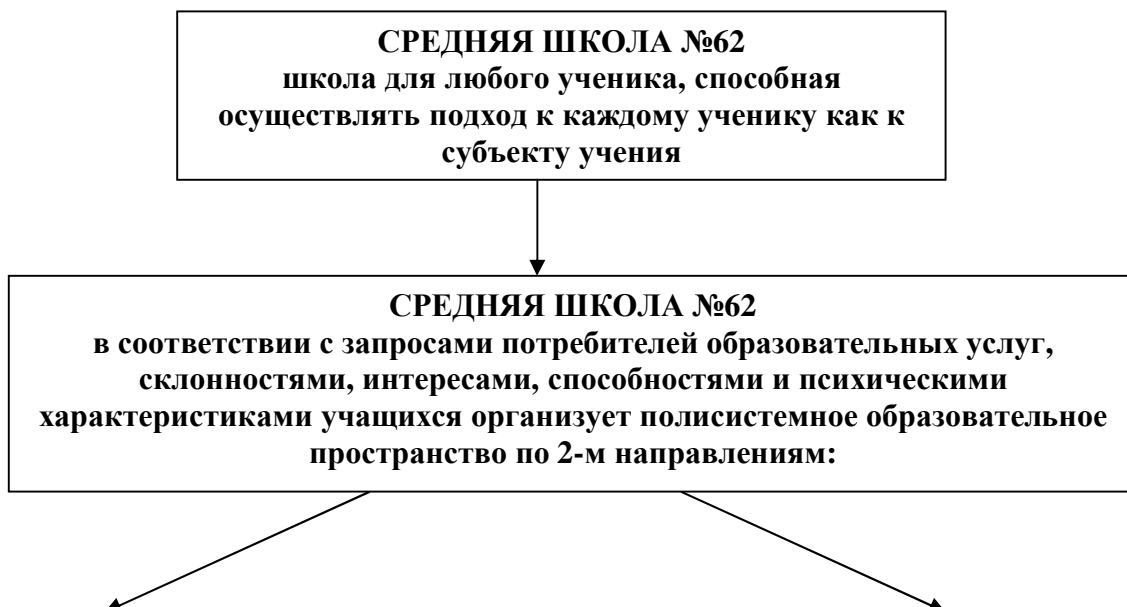 СРЕДНЯЯ ШКОЛА №62
школа для любого ученика, способная
осуществлять подход к каждому ученику как к
субъекту учения
СРЕДНЯЯ ШКОЛА №62
в соответствии с запросами потребителей образовательных услуг,
склонностями, интересами, способностями и психическими
характеристиками учащихся организует полисистемное образовательное
пространство по 2-м направлениям: